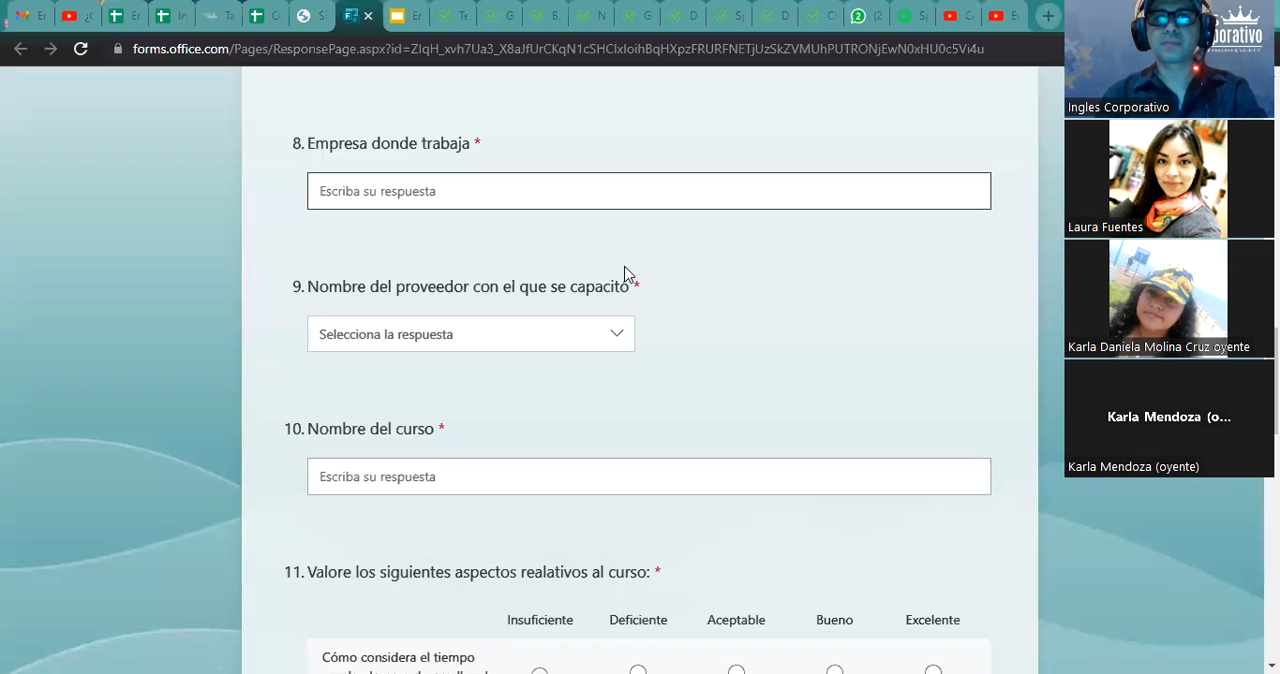 forms.office.com/Pages/ResponsePage.aspx?id=ZIqH_xvh7Ua3_X8aJfUrCKqN1cSHCIxIoihBqHXpzFRURFNETjUzSkZVMUhPUTRONjEwN0xHU0c5Vi4u
8. Empresa donde trabaja *
Escriba su respuesta
9. Nombre del proveedor con el que se capacito *
Selecciona la respuesta
10. Nombre del curso *
Escriba su respuesta
11. Valore los siguientes aspectos realativos al curso: *
Insuficiente Deficiente Aceptable Bueno Excelente
Cómo considera el tiempo
Ingles Corporativo
Laura Fuentes
Karla Daniela Molina Cruz oyente
Karla Mendoza (o...
Karla Mendoza (oyente)